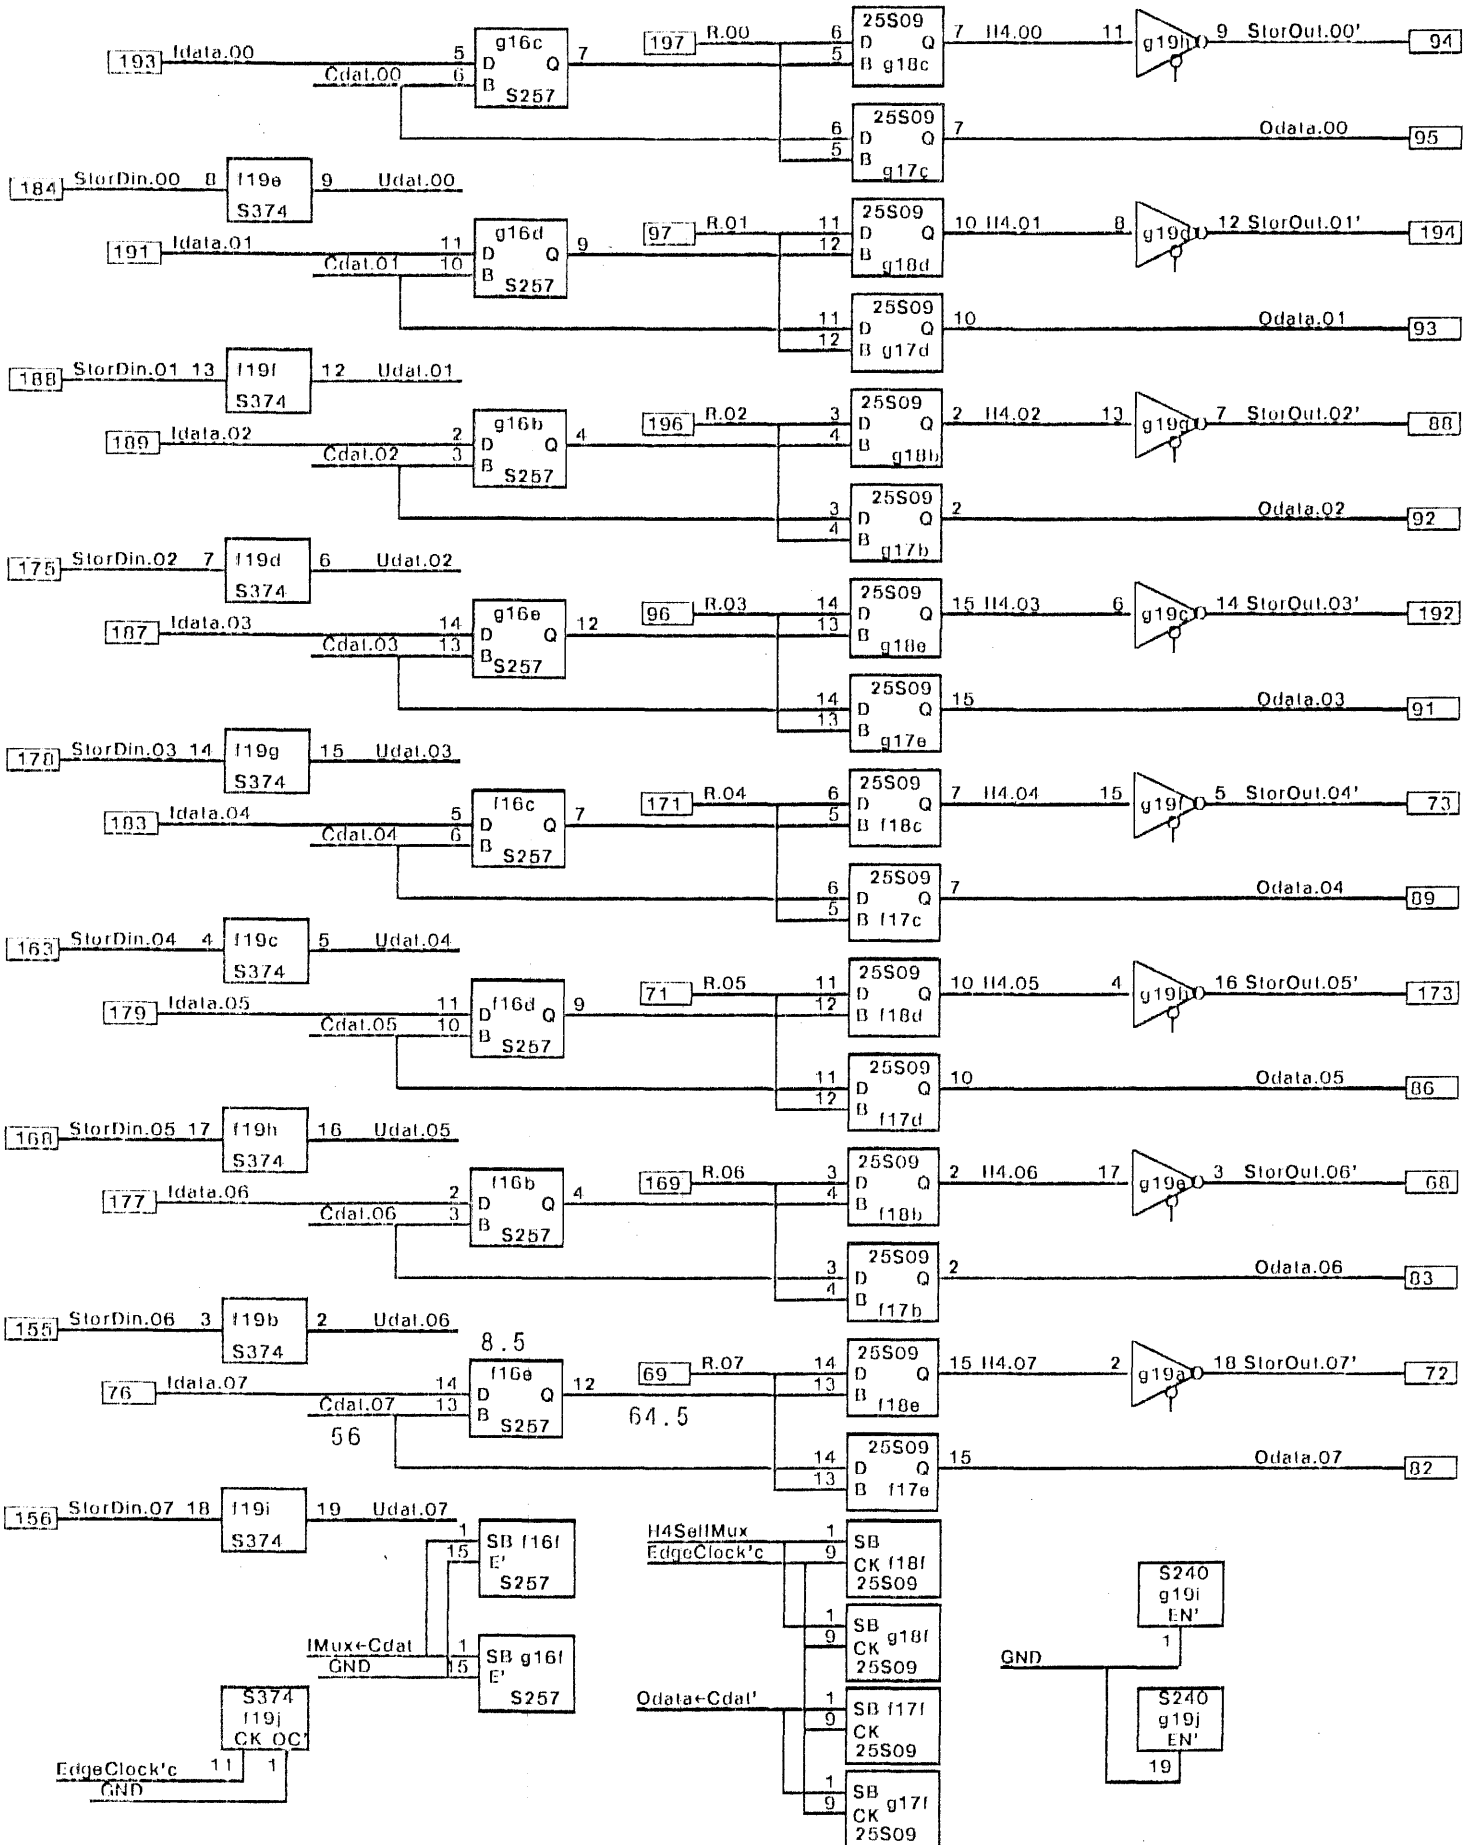 193 Idata.00 5 D g16c Q 7
Cdat.00 6 B S257
197 R.00 6 D 25S09 Q 7 H4.00 11 g19h 9 StorOut.00' 94
5 B g18c
6 D 25S09 Q 7 Odata.00 95
5 B g17c
184 StorDin.00 8 f19e 9 Udat.00
S374
191 Idata.01 11 D g16d Q 9
Cdat.01 10 B S257
97 R.01 11 D 25S09 Q 10 H4.01 8 g19d 12 StorOut.01' 194
12 B g18d
11 D 25S09 Q 10 Odata.01 93
12 B g17d
188 StorDin.01 13 f19f 12 Udat.01
S374
189 Idata.02 2 D g16b Q 4
Cdat.02 3 B S257
196 R.02 3 D 25S09 Q 2 H4.02 13 g19g 7 StorOut.02' 88
4 B g18b
3 D 25S09 Q 2 Odata.02 92
4 B g17b
175 StorDin.02 7 f19d 6 Udat.02
S374
187 Idata.03 14 D g16e Q 12
Cdat.03 13 B S257
96 R.03 14 D 25S09 Q 15 H4.03 6 g19c 14 StorOut.03' 192
13 B g18e
14 D 25S09 Q 15 Odata.03 91
13 B g17e
178 StorDin.03 14 f19g 15 Udat.03
S374
183 Idata.04 5 D f16c Q 7
Cdat.04 6 B S257
171 R.04 6 D 25S09 Q 7 H4.04 15 g19f 5 StorOut.04' 73
5 B f18c
6 D 25S09 Q 7 Odata.04 89
5 B f17c
163 StorDin.04 4 f19c 5 Udat.04
S374
179 Idata.05 11 D f16d Q 9
Cdat.05 10 B S257
71 R.05 11 D 25S09 Q 10 H4.05 4 g19b 16 StorOut.05' 173
12 B f18d
11 D 25S09 Q 10 Odata.05 86
12 B f17d
168 StorDin.05 17 f19h 16 Udat.05
S374
177 Idata.06 2 D f16b Q 4
Cdat.06 3 B S257
169 R.06 3 D 25S09 Q 2 H4.06 17 g19e 3 StorOut.06' 68
4 B f18b
3 D 25S09 Q 2 Odata.06 83
4 B f17b
155 StorDin.06 3 f19b 2 Udat.06
S374
8.5
76 Idata.07 14 D f16e Q 12
Cdat.07 13 B S257
56
64.5
69 R.07 14 D 25S09 Q 15 H4.07 2 g19a 18 StorOut.07' 72
13 B f18e
14 D 25S09 Q 15 Odata.07 82
13 B f17e
156 StorDin.07 18 f19i 19 Udat.07
S374
1 SB f16f
15 E'
S257
IMux←Cdat 1 SB g16f
GND 15 E'
S257
S374
f19j
CK OC'
EdgeClock'c 11 1
GND
H4SelIMux 1 SB
EdgeClock'c 9 CK f18f
25S09
1 SB g18f
9 CK
25S09
Odata←Cdat' 1 SB f17f
9 CK
25S09
1 SB g17f
9 CK
25S09
S240
g19i
EN'
1
GND
S240
g19j
EN'
19